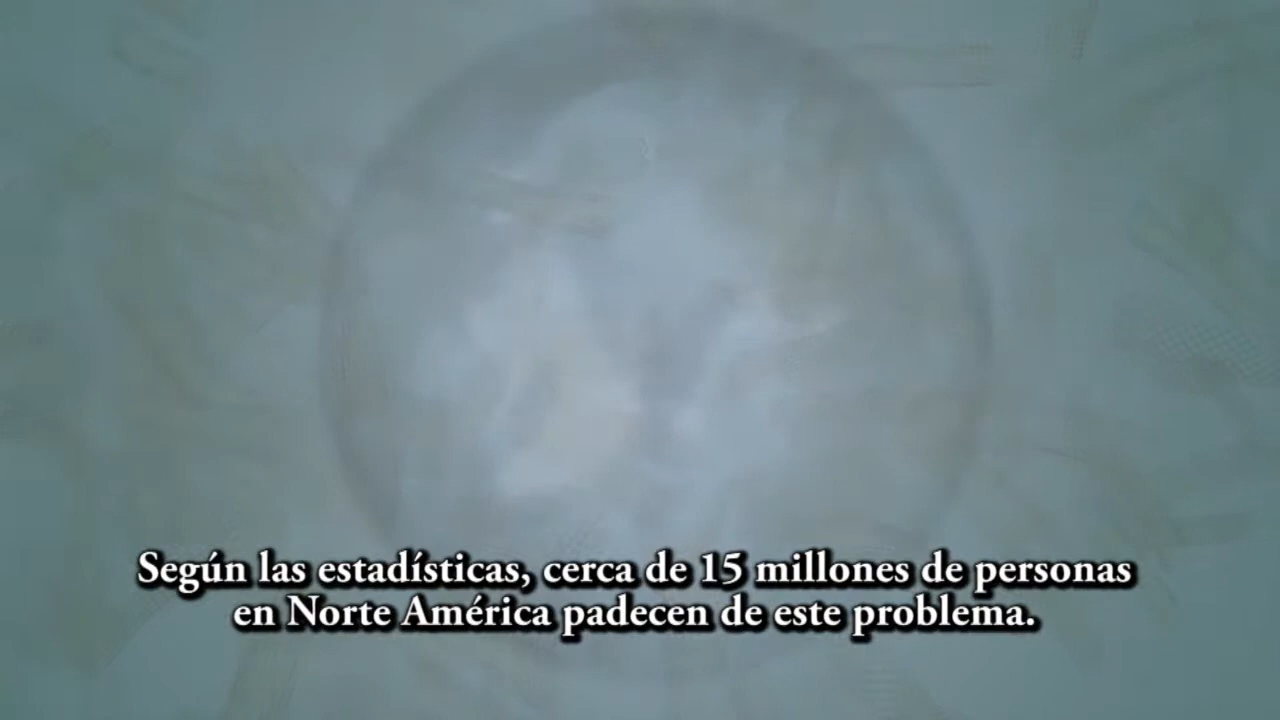 Según las estadísticas, cerca de 15 millones de personas
en Norte América padecen de este problema.